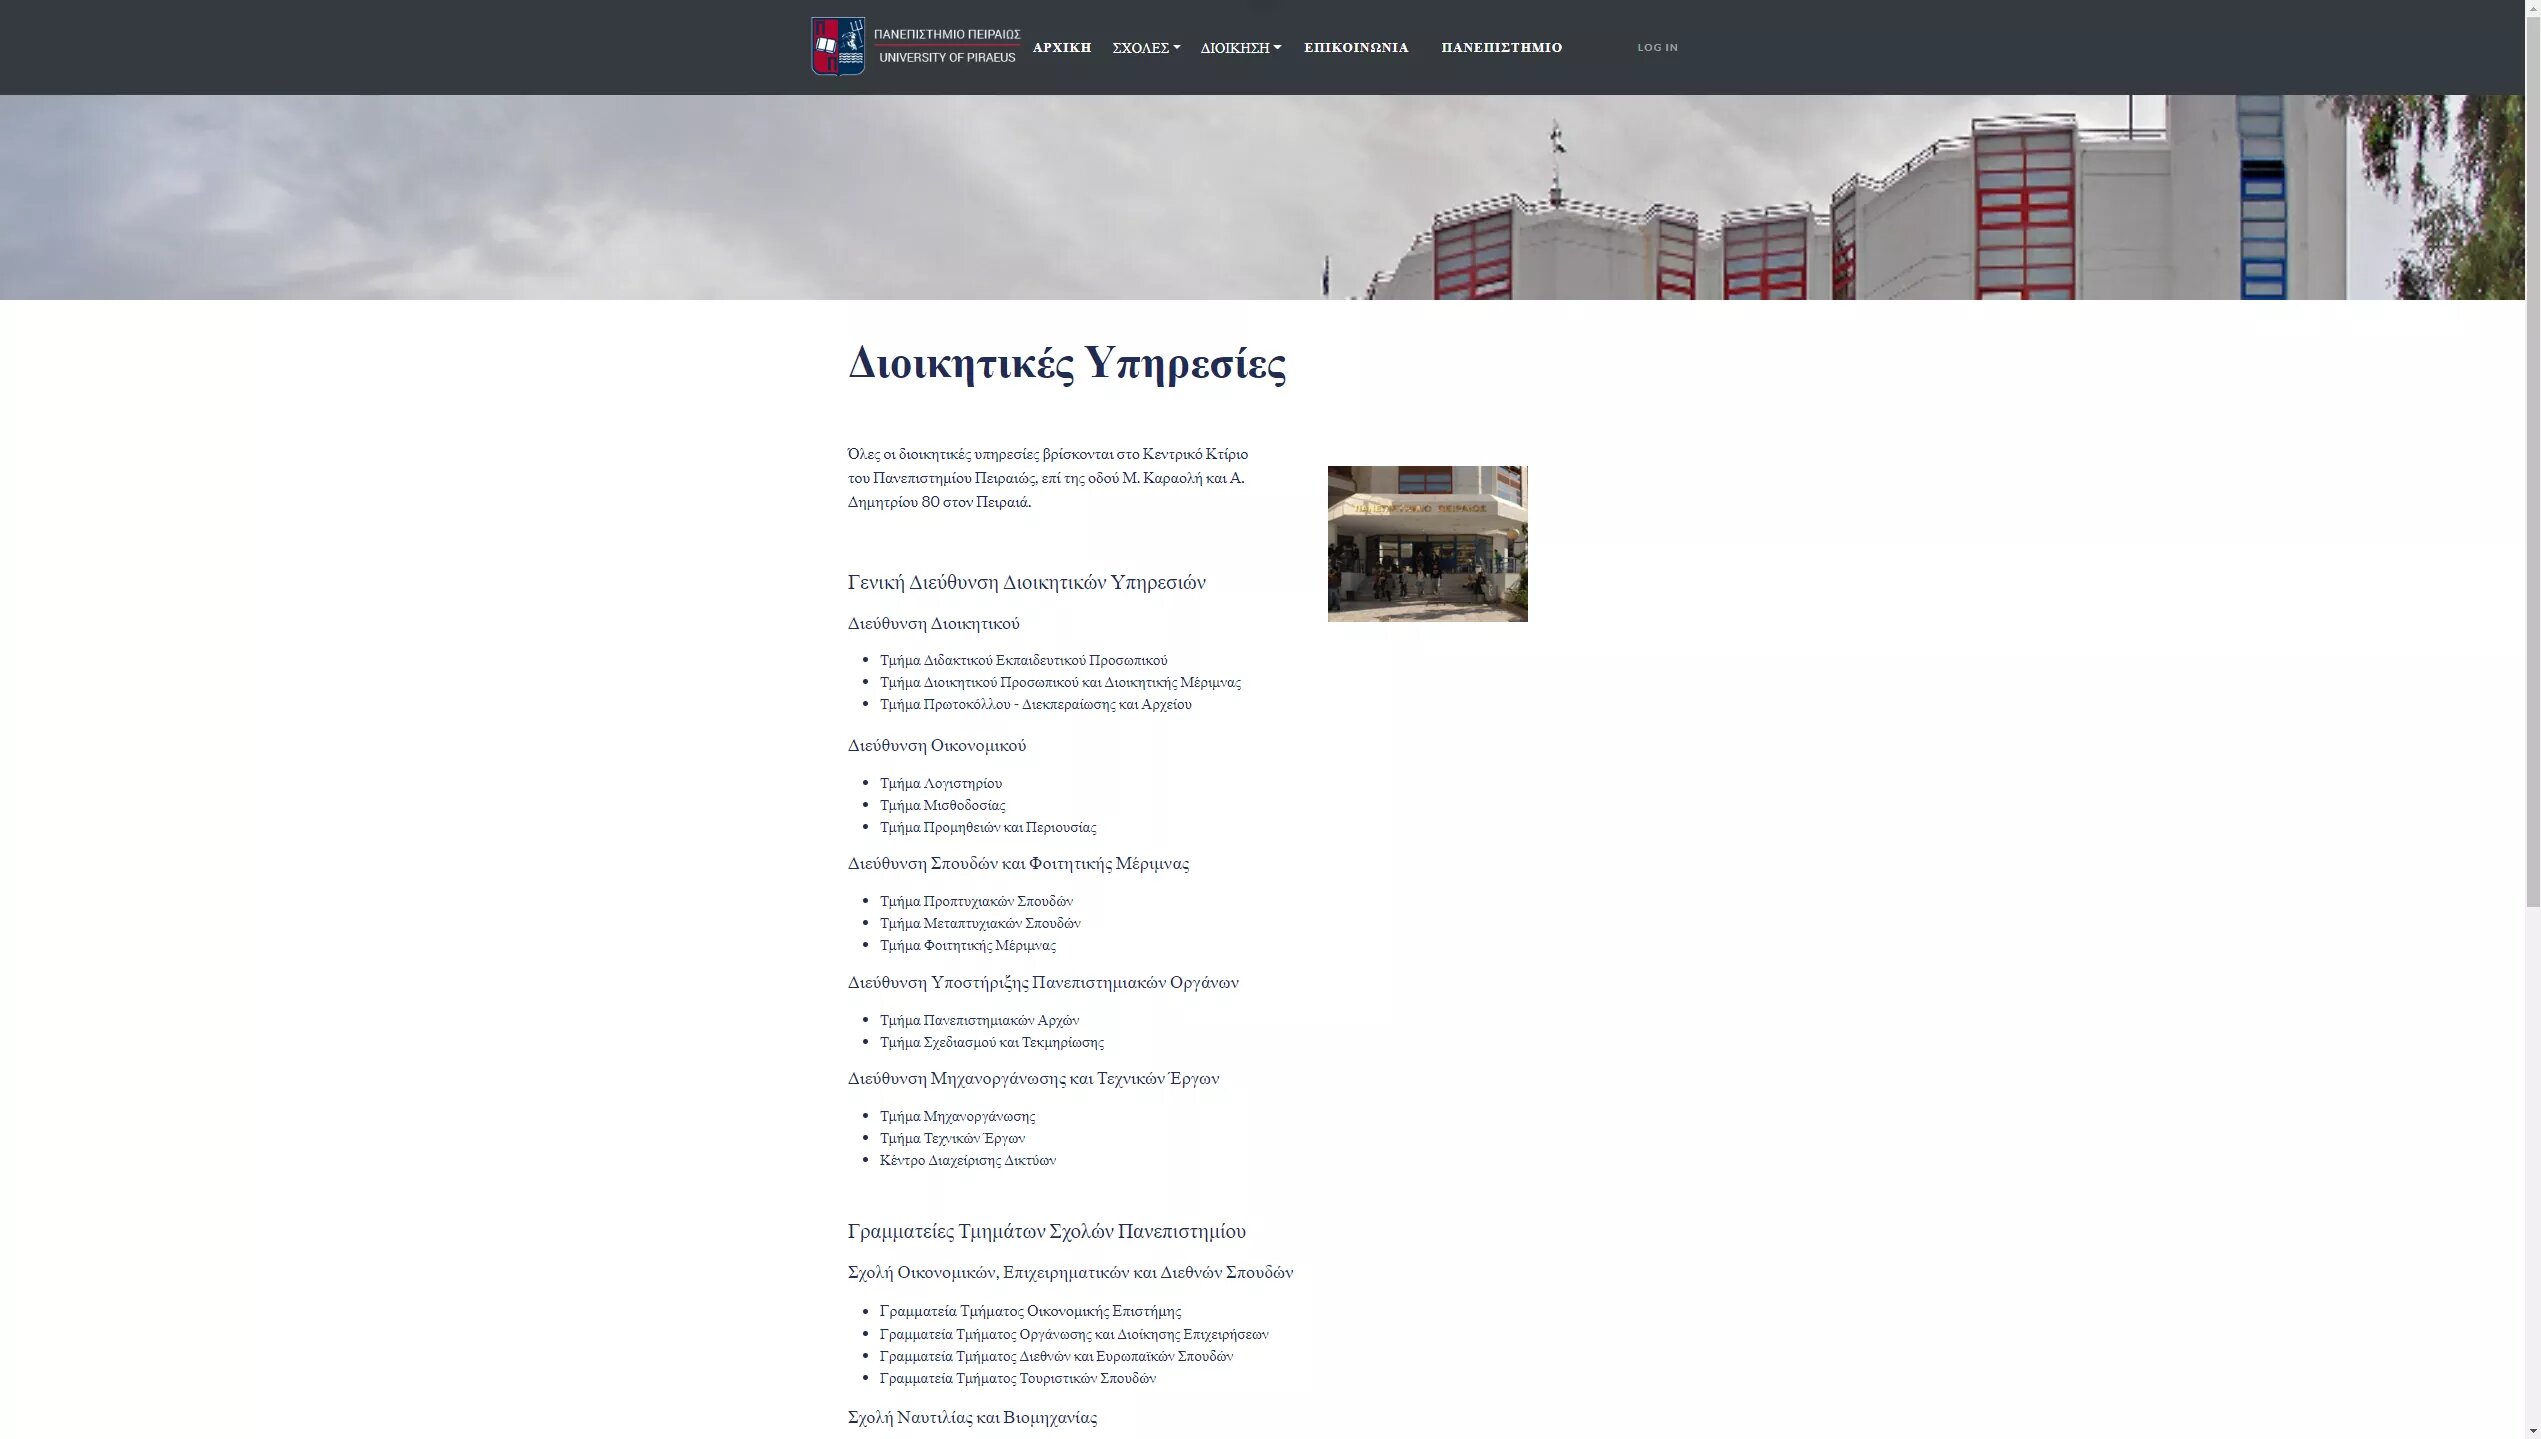 ΠΑΝΕΠΙΣΤΗΜΙΟ ΠΕΙΡΑΙΩΣ
UNIVERSITY OF PIRAEUS
ΑΡΧΙΚΗ ΣΧΟΛΕΣ ΔΙΟΙΚΗΣΗ ΕΠΙΚΟΙΝΩΝΙΑ ΠΑΝΕΠΙΣΤΗΜΙΟ LOG IN
Διοικητικές Υπηρεσίες
Όλες οι διοικητικές υπηρεσίες βρίσκονται στο Κεντρικό Κτίριο
του Πανεπιστημίου Πειραιώς, επί της οδού Μ. Καραολή και Α.
Δημητρίου 80 στον Πειραιά.
ΠΑΝΕΠΙΣΤΗΜΙΟ ΠΕΙΡΑΙΩΣ
Γενική Διεύθυνση Διοικητικών Υπηρεσιών
Διεύθυνση Διοικητικού
Τμήμα Διδακτικού Εκπαιδευτικού Προσωπικού
Τμήμα Διοικητικού Προσωπικού και Διοικητικής Μέριμνας
Τμήμα Πρωτοκόλλου - Διεκπεραίωσης και Αρχείου
Διεύθυνση Οικονομικού
Τμήμα Λογιστηρίου
Τμήμα Μισθοδοσίας
Τμήμα Προμηθειών και Περιουσίας
Διεύθυνση Σπουδών και Φοιτητικής Μέριμνας
Τμήμα Προπτυχιακών Σπουδών
Τμήμα Μεταπτυχιακών Σπουδών
Τμήμα Φοιτητικής Μέριμνας
Διεύθυνση Υποστήριξης Πανεπιστημιακών Οργάνων
Τμήμα Πανεπιστημιακών Αρχών
Τμήμα Σχεδιασμού και Τεκμηρίωσης
Διεύθυνση Μηχανοργάνωσης και Τεχνικών Έργων
Τμήμα Μηχανοργάνωσης
Τμήμα Τεχνικών Έργων
Κέντρο Διαχείρισης Δικτύων
Γραμματείες Τμημάτων Σχολών Πανεπιστημίου
Σχολή Οικονομικών, Επιχειρηματικών και Διεθνών Σπουδών
Γραμματεία Τμήματος Οικονομικής Επιστήμης
Γραμματεία Τμήματος Οργάνωσης και Διοίκησης Επιχειρήσεων
Γραμματεία Τμήματος Διεθνών και Ευρωπαϊκών Σπουδών
Γραμματεία Τμήματος Τουριστικών Σπουδών
Σχολή Ναυτιλίας και Βιομηχανίας